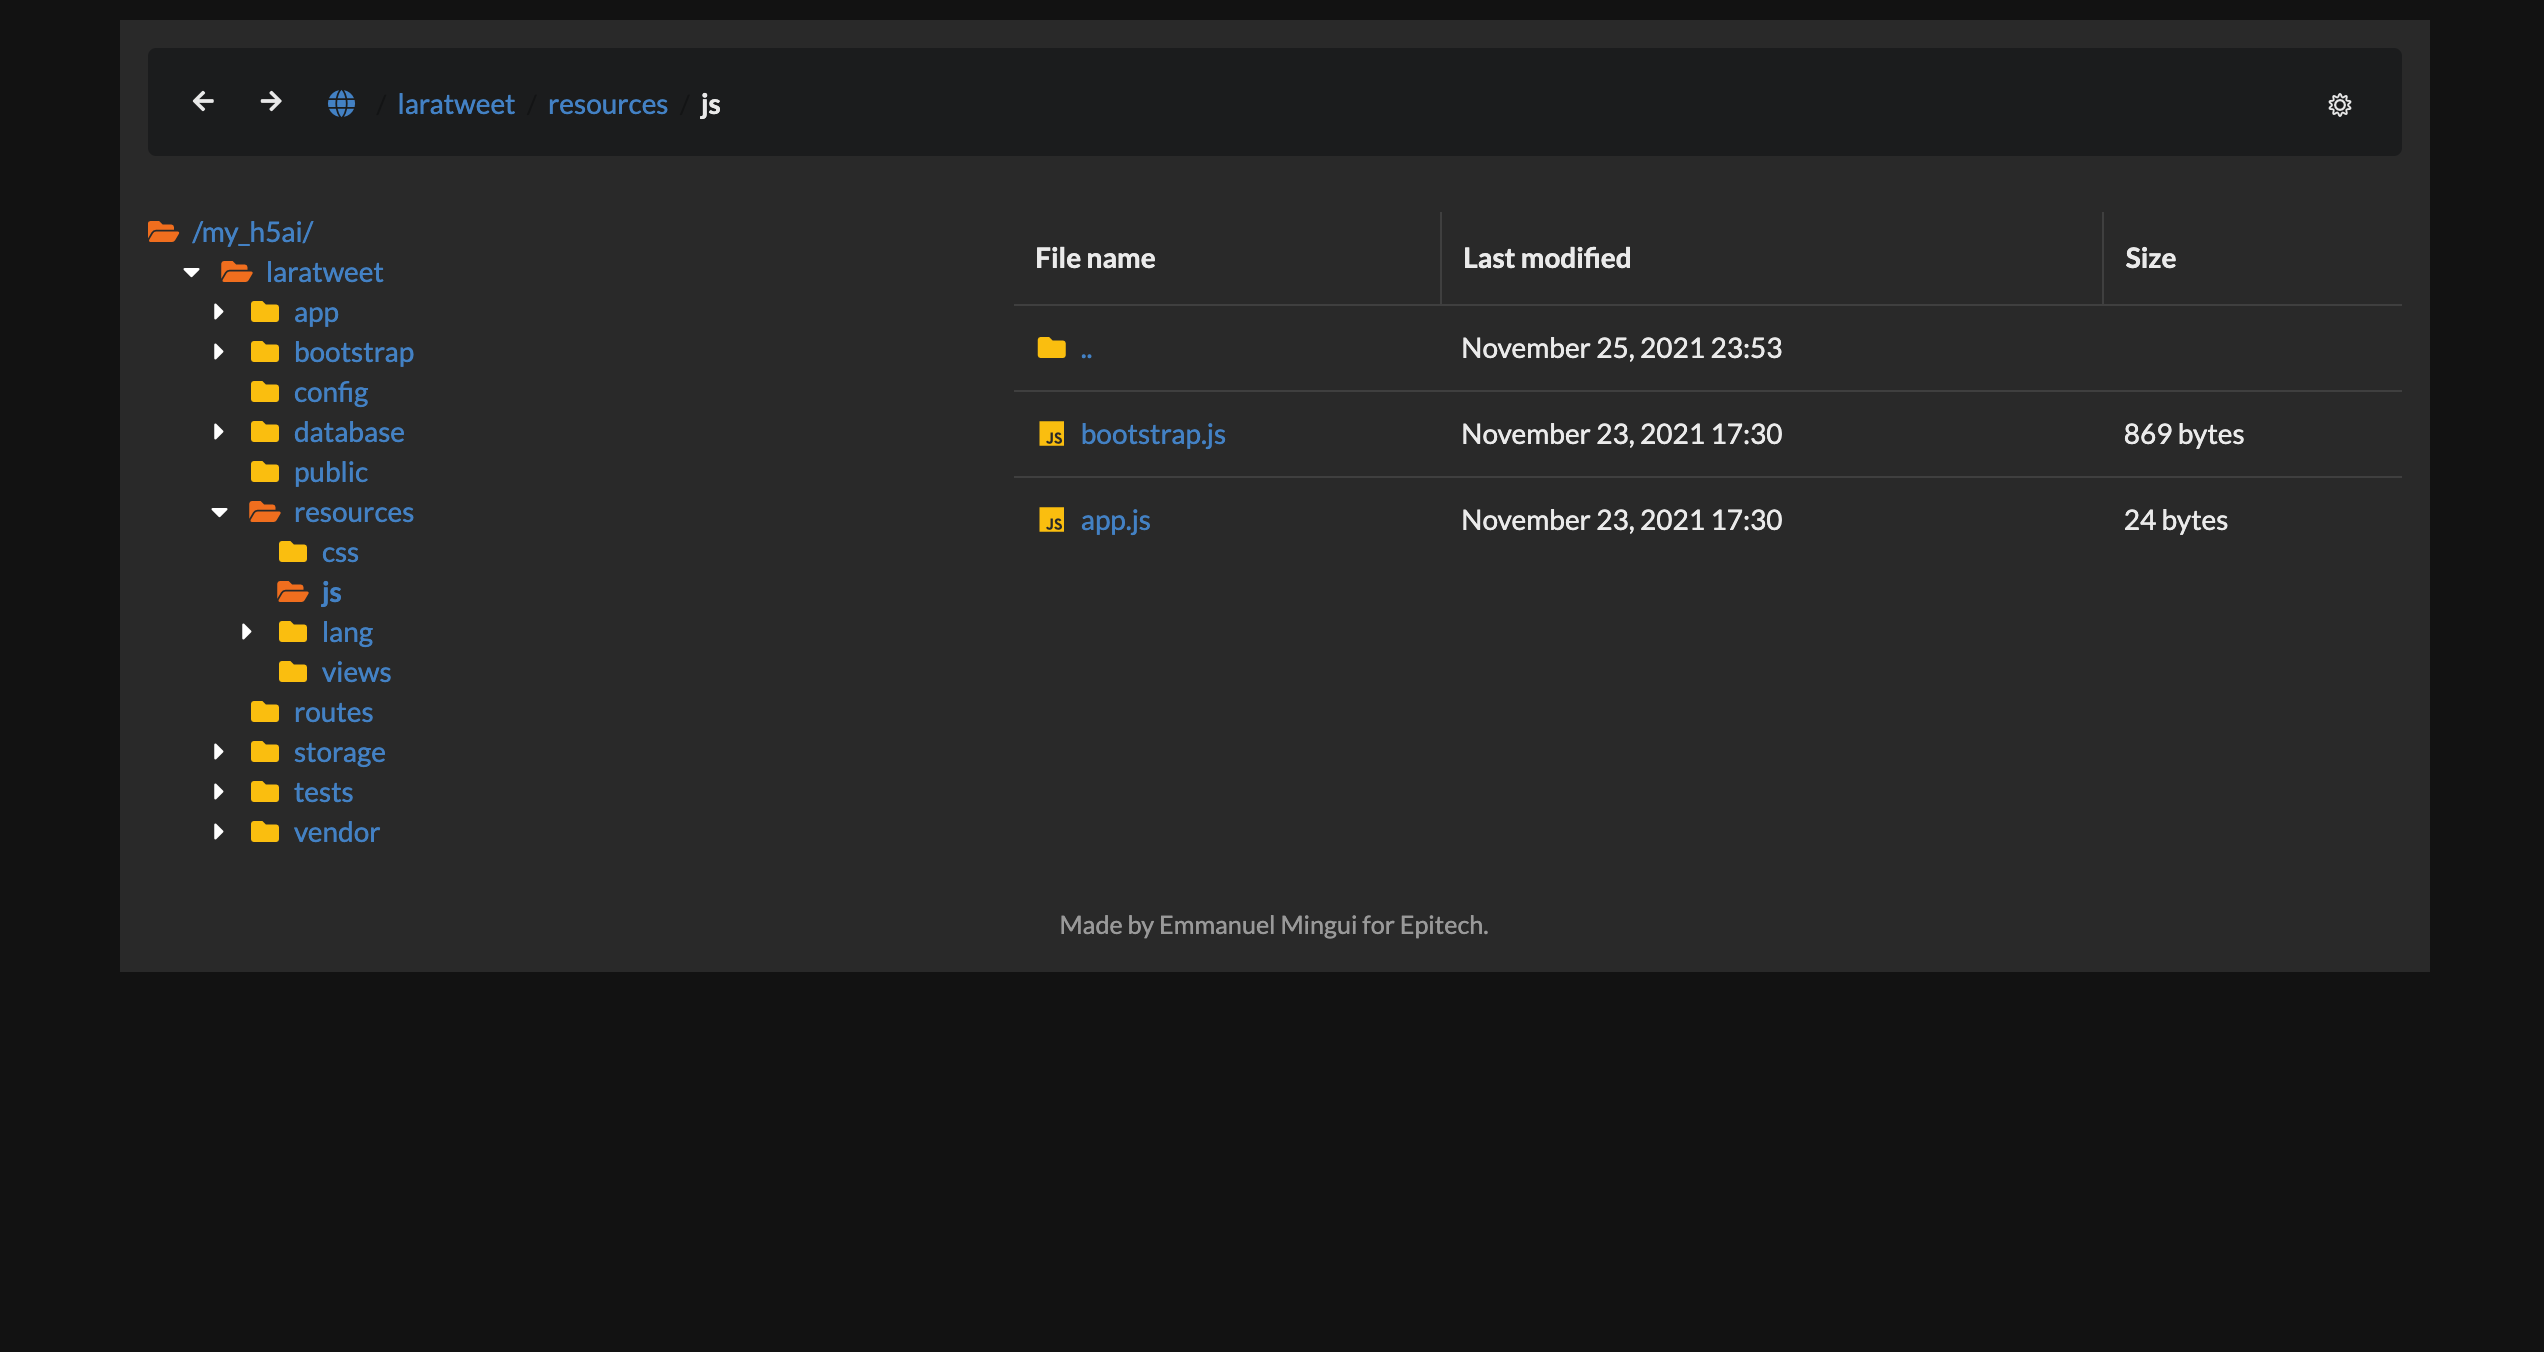 / laratweet / resources / js
/my_h5ai/
laratweet
app
bootstrap
config
database
public
resources
css
js
lang
views
routes
storage
tests
vendor
File name Last modified Size
.. November 25, 2021 23:53
JS bootstrap.js November 23, 2021 17:30 869 bytes
JS app.js November 23, 2021 17:30 24 bytes
Made by Emmanuel Mingui for Epitech.